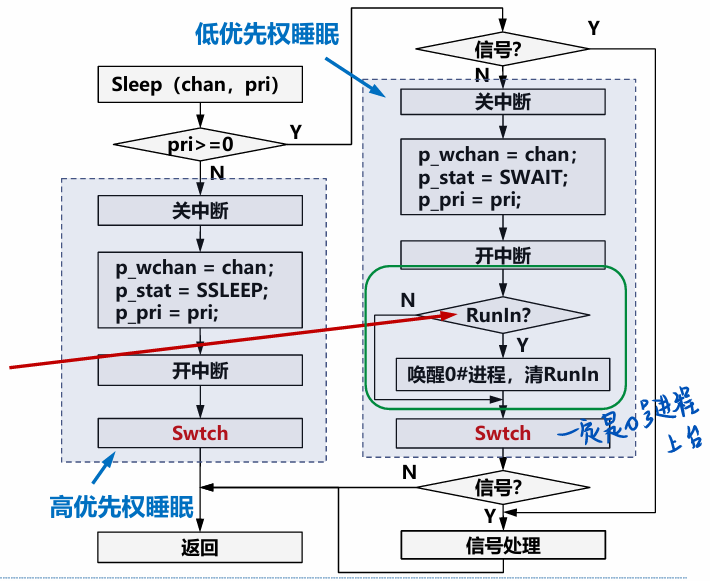 低优先权睡眠
信号?
Y
N
Sleep（chan，pri）
pri>=0
Y
N
关中断
p_wchan = chan;
p_stat = SSLEEP;
p_pri = pri;
开中断
Swtch
高优先权睡眠
返回
关中断
p_wchan = chan;
p_stat = SWAIT;
p_pri = pri;
开中断
RunIn?
N
Y
唤醒0#进程，清RunIn
Swtch
一定是0号进程
上台
信号?
N
Y
信号处理